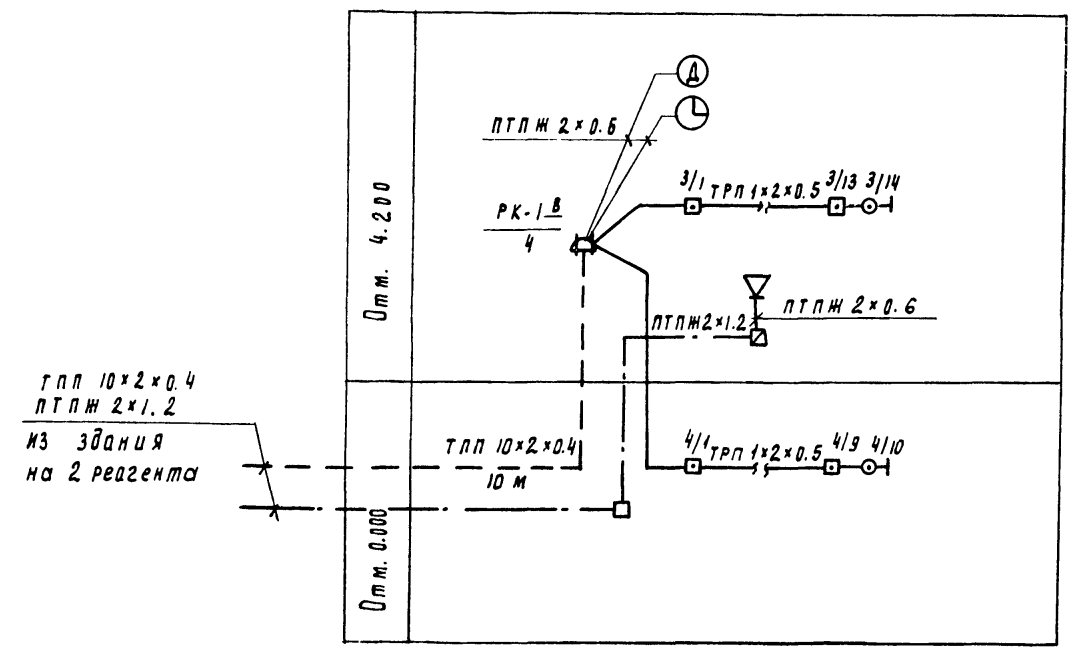 Д
ПТПЖ 2×0.6
3/1 ТРП 1×2×0.5 3/13 3/14
РК-1 В
4
Отм. 4.200
ПТПЖ 2×1.2
ПТПЖ 2×0.6
ТПП 10×2×0.4
ПТПЖ 2×1.2
из здания
на 2 реагента
ТПП 10×2×0.4
10 м
4/1 ТРП 1×2×0.5 4/9 4/10
Отм. 0.000